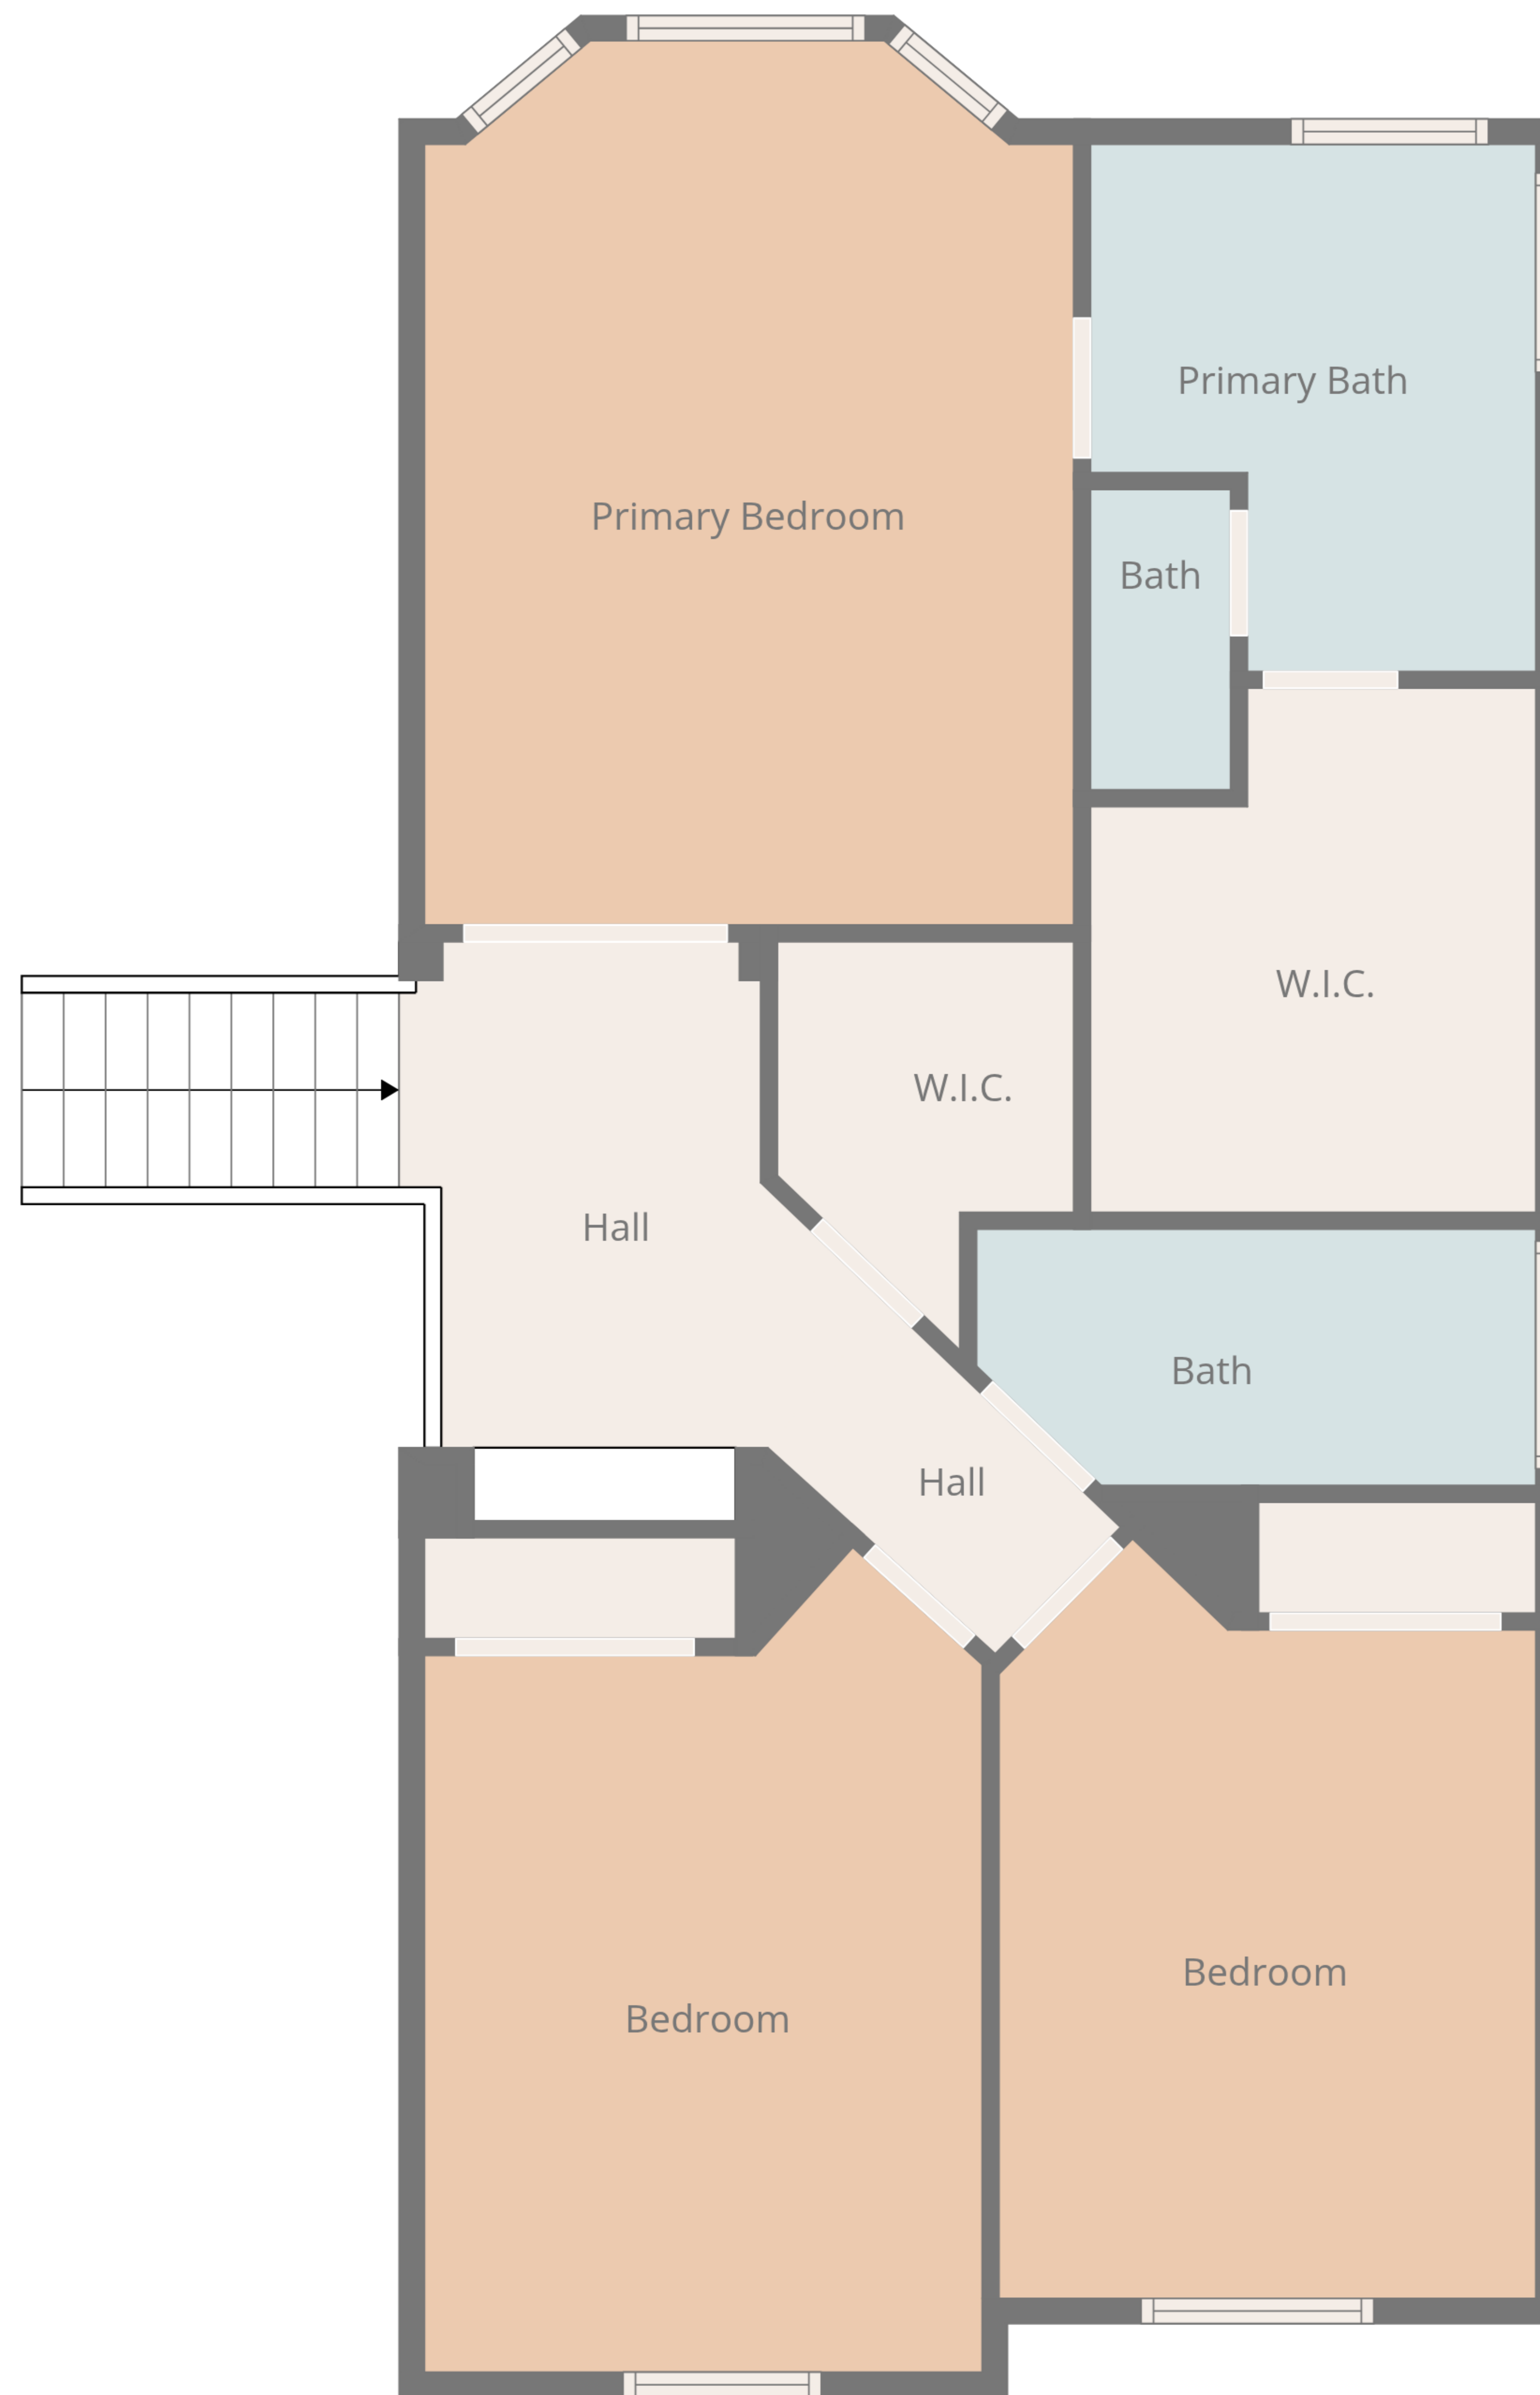 Primary Bath
Primary Bedroom
Bath
W.I.C.
W.I.C.
Hall
Bath
Hall
Bedroom
Bedroom